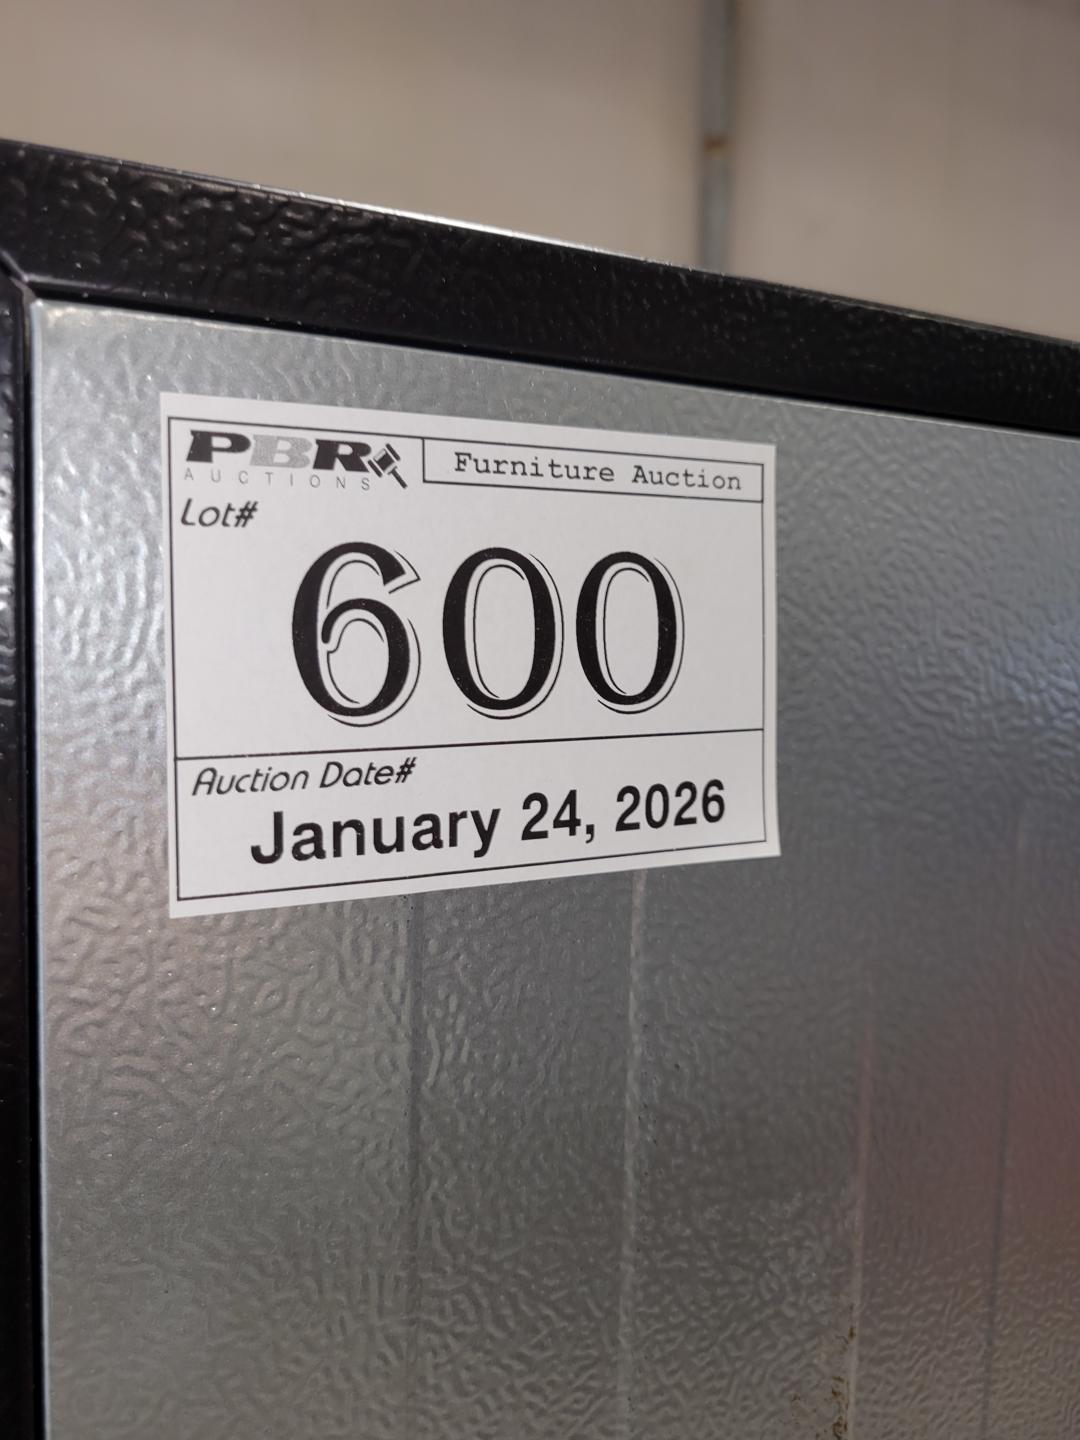 PBR
AUCTIONS
Furniture Auction
Lot#
600
Auction Date#
January 24, 2026